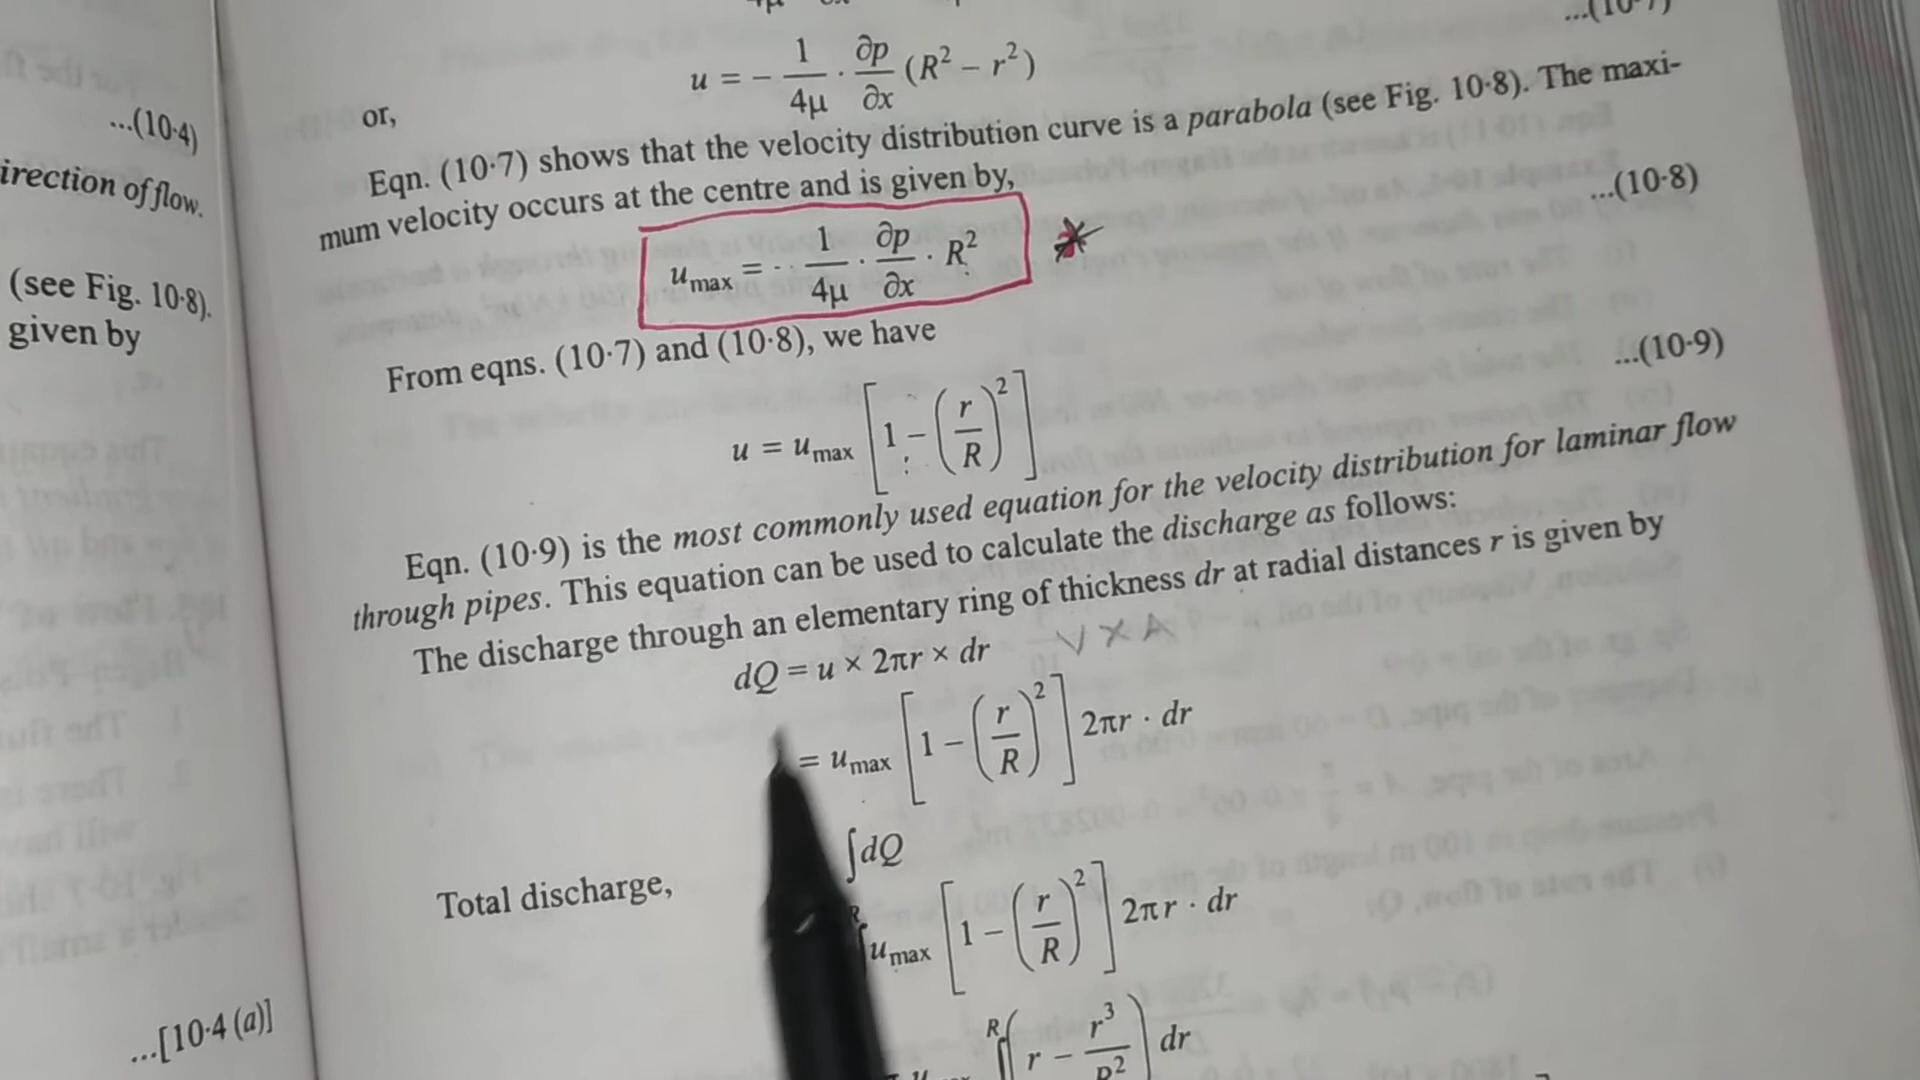 ...(10·4)
irection of flow.
(see Fig. 10·8).
given by
...[10·4 (a)]
or, u = − 1/4μ · ∂p/∂x (R² − r²)
Eqn. (10·7) shows that the velocity distribution curve is a parabola (see Fig. 10·8). The maxi-
mum velocity occurs at the centre and is given by,
u_max = − 1/4μ · ∂p/∂x · R² ...(10·8)
From eqns. (10·7) and (10·8), we have
u = u_max [1 − (r/R)²] ...(10·9)
Eqn. (10·9) is the most commonly used equation for the velocity distribution for laminar flow
through pipes. This equation can be used to calculate the discharge as follows:
The discharge through an elementary ring of thickness dr at radial distances r is given by
dQ = u × 2πr × dr V × A
= u_max [1 − (r/R)²] 2πr · dr
Total discharge, ∫dQ
∫ R u_max [1 − (r/R)²] 2πr · dr
∫ R (r − r³/R²) dr